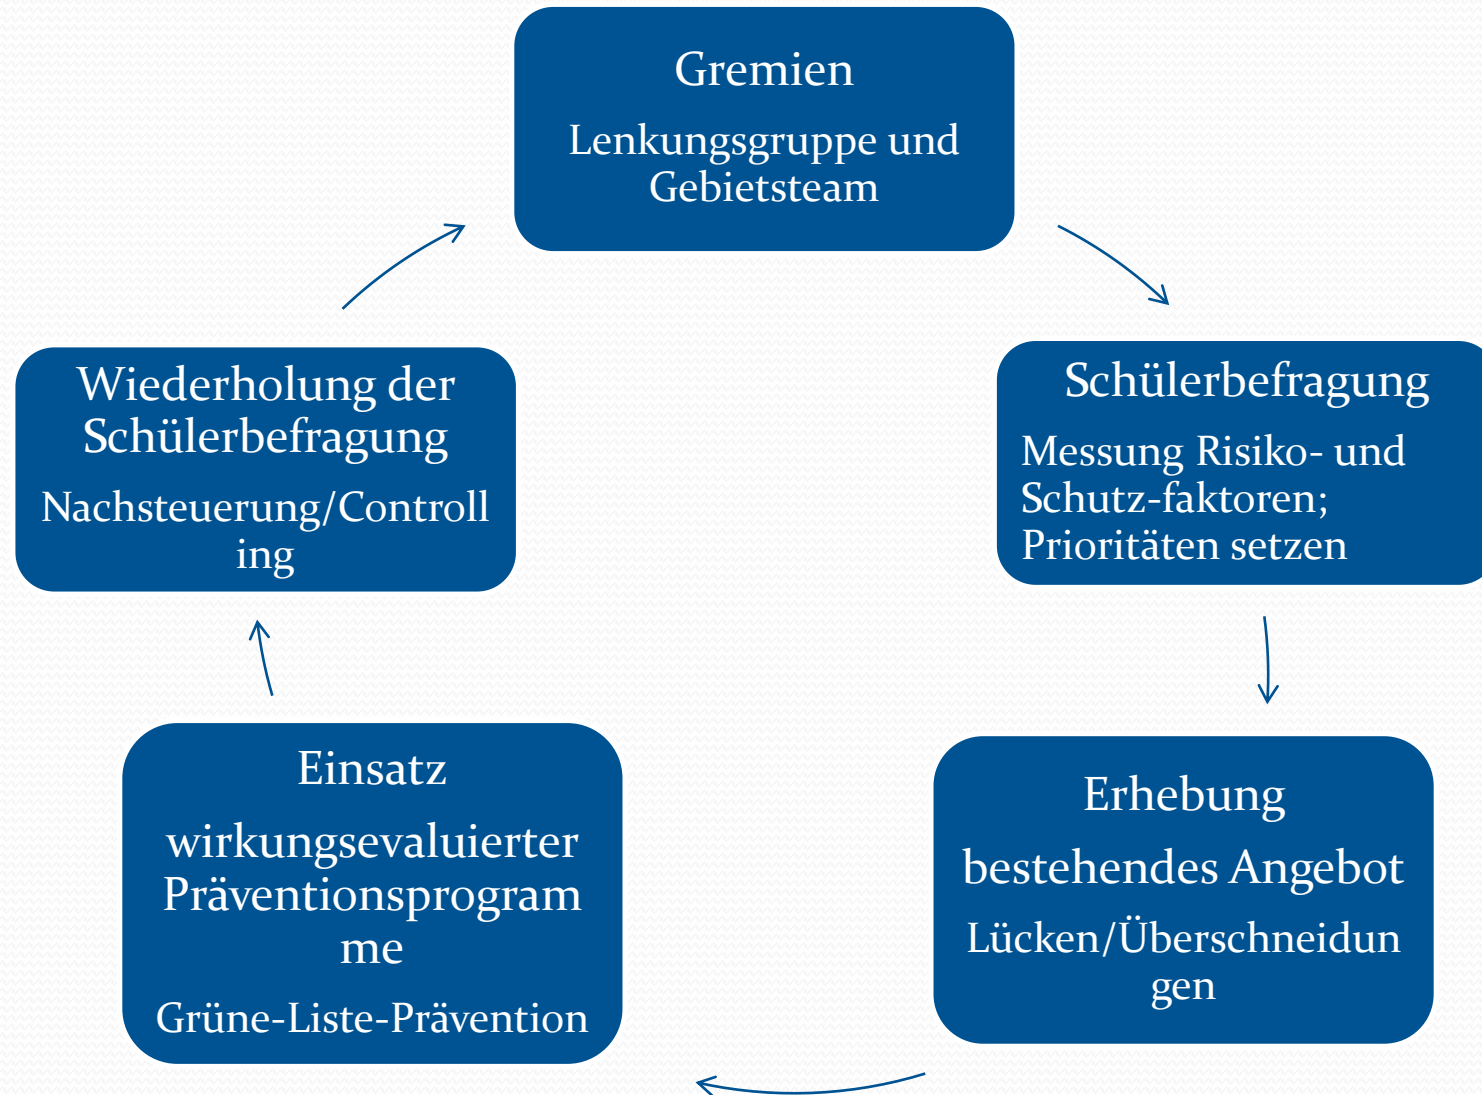 Gremien
Lenkungsgruppe und
Gebietsteam
Schülerbefragung
Messung Risiko- und
Schutz-faktoren;
Prioritäten setzen
Erhebung
bestehendes Angebot
Lücken/Überschneidun
gen
Einsatz
wirkungsevaluierter
Präventionsprogram
me
Grüne-Liste-Prävention
Wiederholung der
Schülerbefragung
Nachsteuerung/Controll
ing